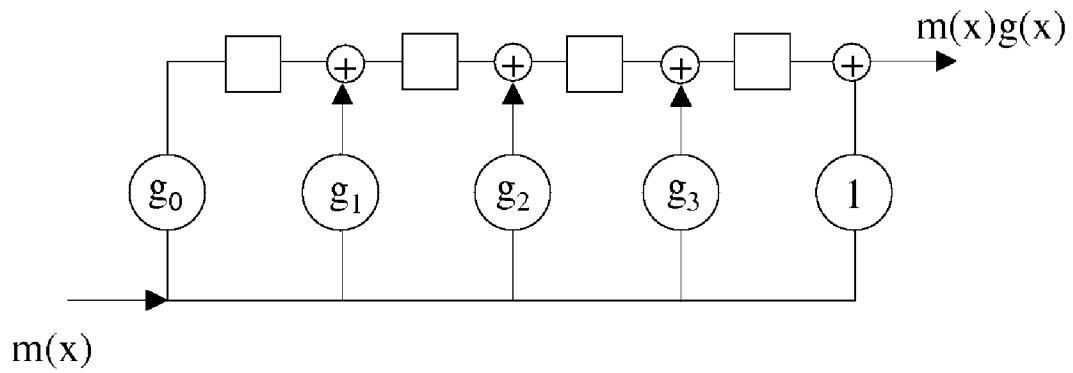 m(x)g(x)
+ + + +
g₀ g₁ g₂ g₃ 1
m(x)